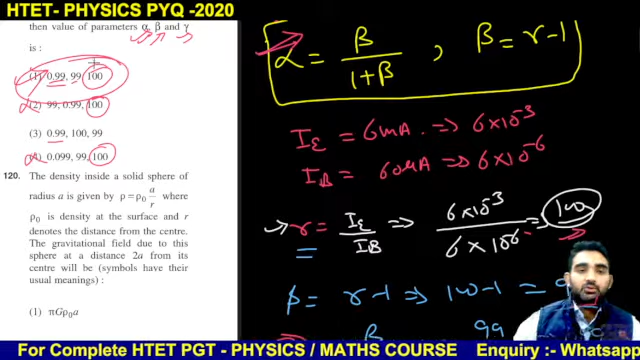 HTET- PHYSICS PYQ -2020
then value of parameters α, β and γ
is :
(1) 0.99, 99, 100
(2) 99, 0.99, 100
(3) 0.99, 100, 99
(4) 0.099, 99, 100
120. The density inside a solid sphere of
radius a is given by ρ = ρ₀ a/r where
ρ₀ is density at the surface and r
denotes the distance from the centre.
The gravitational field due to this
sphere at a distance 2a from its
centre will be (symbols have their
usual meanings) :
(1) πGρ₀a
α = β/(1+β) , β = γ-1
I_E = 6mA. => 6×10⁻³
I_B = 60μA => 6×10⁻⁶
γ = I_E/I_B => 6×10⁻³/6×10⁻⁶ = 100
β = γ-1 => 100-1 = 9
β 99
For Complete HTET PGT - PHYSICS / MATHS COURSE Enquiry :- Whatsapp